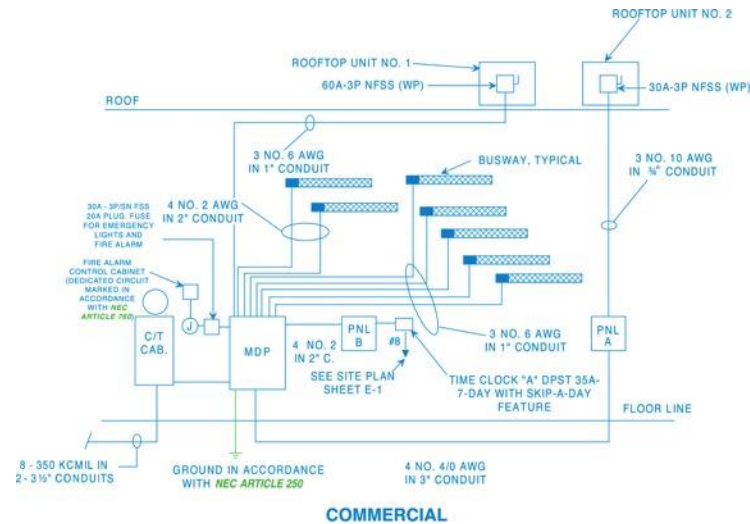 ROOFTOP UNIT NO. 2
ROOFTOP UNIT NO. 1
60A-3P NFSS (WP)
30A-3P NFSS (WP)
ROOF
3 NO. 6 AWG
IN 1" CONDUIT
BUSWAY, TYPICAL
3 NO. 10 AWG
IN ¾" CONDUIT
30A - 3P/SN FSS
20A PLUG. FUSE
FOR EMERGENCY
LIGHTS AND
FIRE ALARM
4 NO. 2 AWG
IN 2" CONDUIT
FIRE ALARM
CONTROL CABINET
(DEDICATED CIRCUIT
MARKED IN
ACCORDANCE
WITH NEC
ARTICLE 760)
J
C/T
CAB.
MDP
4 NO. 2
IN 2" C.
PNL
B
#8
3 NO. 6 AWG
IN 1" CONDUIT
PNL
A
SEE SITE PLAN
SHEET E-1
TIME CLOCK "A" DPST 35A-
7-DAY WITH SKIP-A-DAY
FEATURE
FLOOR LINE
8 - 350 KCMIL IN
2 - 3½" CONDUITS
GROUND IN ACCORDANCE
WITH NEC ARTICLE 250
4 NO. 4/0 AWG
IN 3" CONDUIT
COMMERCIAL